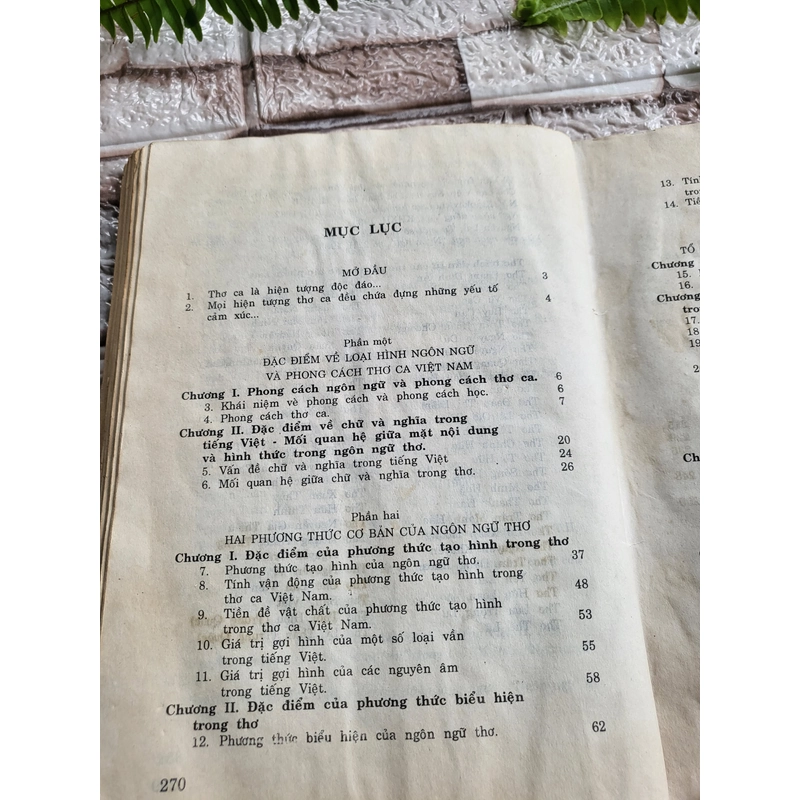 MỤC LỤC
MỞ ĐẦU
1. Thơ ca là hiện tượng độc đáo... 3
2. Mọi hiện tượng thơ ca đều chứa đựng những yếu tố
cảm xúc... 4
Phần một
ĐẶC ĐIỂM VỀ LOẠI HÌNH NGÔN NGỮ
VÀ PHONG CÁCH THƠ CA VIỆT NAM
Chương I. Phong cách ngôn ngữ và phong cách thơ ca. 6
3. Khái niệm về phong cách và phong cách học. 6
4. Phong cách thơ ca. 7
Chương II. Đặc điểm về chữ và nghĩa trong
tiếng Việt - Mối quan hệ giữa mặt nội dung
và hình thức trong ngôn ngữ thơ. 20
5. Vấn đề chữ và nghĩa trong tiếng Việt 24
6. Mối quan hệ giữa chữ và nghĩa trong thơ. 26
Phần hai
HAI PHƯƠNG THỨC CƠ BẢN CỦA NGÔN NGỮ THƠ
Chương I. Đặc điểm của phương thức tạo hình trong thơ
7. Phương thức tạo hình của ngôn ngữ thơ. 37
8. Tính vận động của phương thức tạo hình trong
thơ ca Việt Nam. 48
9. Tiền đề vật chất của phương thức tạo hình
trong thơ ca Việt Nam. 53
10. Giá trị gợi hình của một số loại vần
trong tiếng Việt. 55
11. Giá trị gợi hình của các nguyên âm
trong tiếng Việt. 58
Chương II. Đặc điểm của phương thức biểu hiện
trong thơ
12. Phương thức biểu hiện của ngôn ngữ thơ. 62
270
13. Tính
14.
TỔ
Chương
15.
16.
Chương
17.
18
19